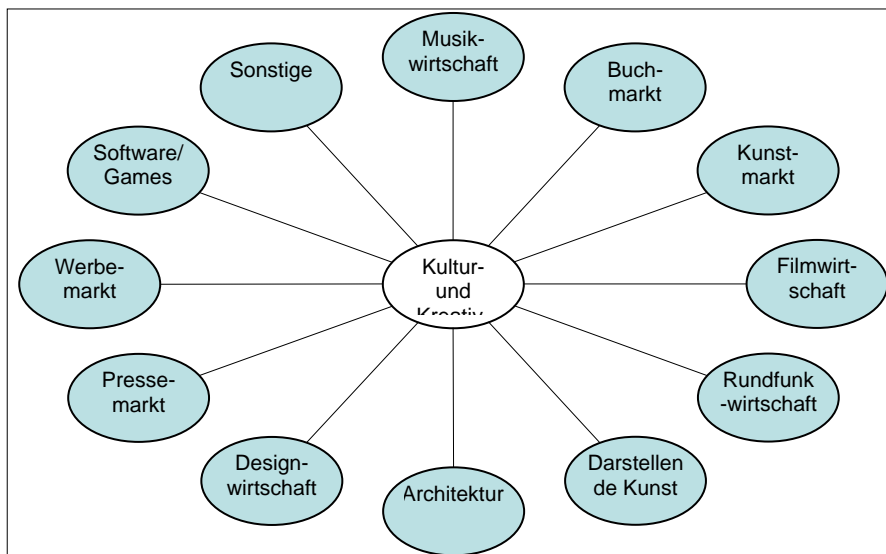 Musik-
wirtschaft
Buch-
markt
Kunst-
markt
Filmwirt-
schaft
Rundfunk
-wirtschaft
Darstellen
de Kunst
Architektur
Design-
wirtschaft
Presse-
markt
Werbe-
markt
Software/
Games
Sonstige
Kultur-
und
Kreativ-